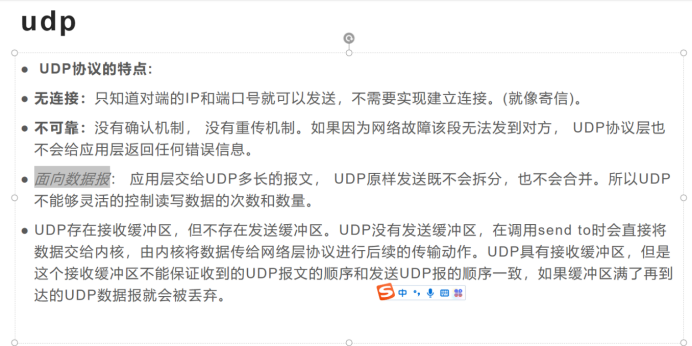 udp
● UDP协议的特点：
● 无连接：只知道对端的IP和端口号就可以发送，不需要实现建立连接。(就像寄信)。
● 不可靠：没有确认机制， 没有重传机制。如果因为网络故障该段无法发到对方， UDP协议层也
不会给应用层返回任何错误信息。
● 面向数据报： 应用层交给UDP多长的报文， UDP原样发送既不会拆分，也不会合并。所以UDP
不能够灵活的控制读写数据的次数和数量。
● UDP存在接收缓冲区，但不存在发送缓冲区。UDP没有发送缓冲区，在调用send to时会直接将
数据交给内核，由内核将数据传给网络层协议进行后续的传输动作。UDP具有接收缓冲区，但是
这个接收缓冲区不能保证收到的UDP报文的顺序和发送UDP报的顺序一致，如果缓冲区满了再到
达的UDP数据报就会被丢弃。
S 中